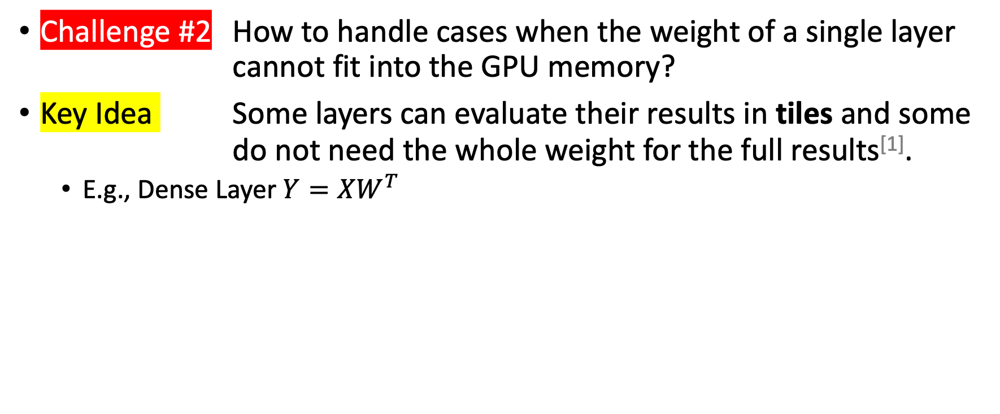 • Challenge #2 How to handle cases when the weight of a single layer
cannot fit into the GPU memory?
• Key Idea Some layers can evaluate their results in tiles and some
do not need the whole weight for the full results[1].
• E.g., Dense Layer Y = XW^T